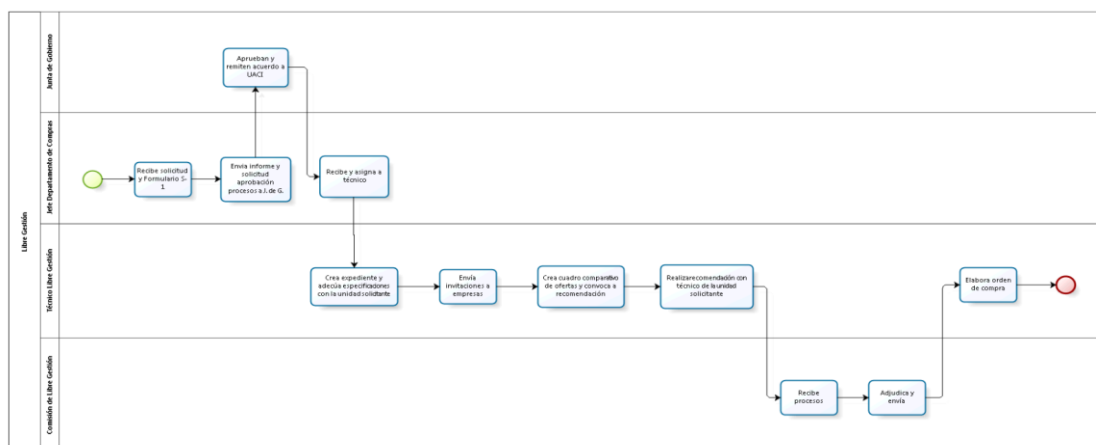 Libre Gestión
Junta de Gobierno
Aprueban y
remiten acuerdo a
UACI
Jefe Departamento de Compras
Recibe solicitud
y Formulario S-
1
Envía informe y
solicitud
aprobación
procesos a J. de G.
Recibe y asigna a
técnico
Técnico Libre Gestión
Crea expediente y
adecúa especificaciones
con la unidad solicitante
Envía
invitaciones a
empresas
Crea cuadro comparativo
de ofertas y convoca a
recomendación
Realiza recomendación con
técnico de la unidad
solicitante
Elabora orden
de compra
Comisión de Libre Gestión
Recibe
procesos
Adjudica y
envía